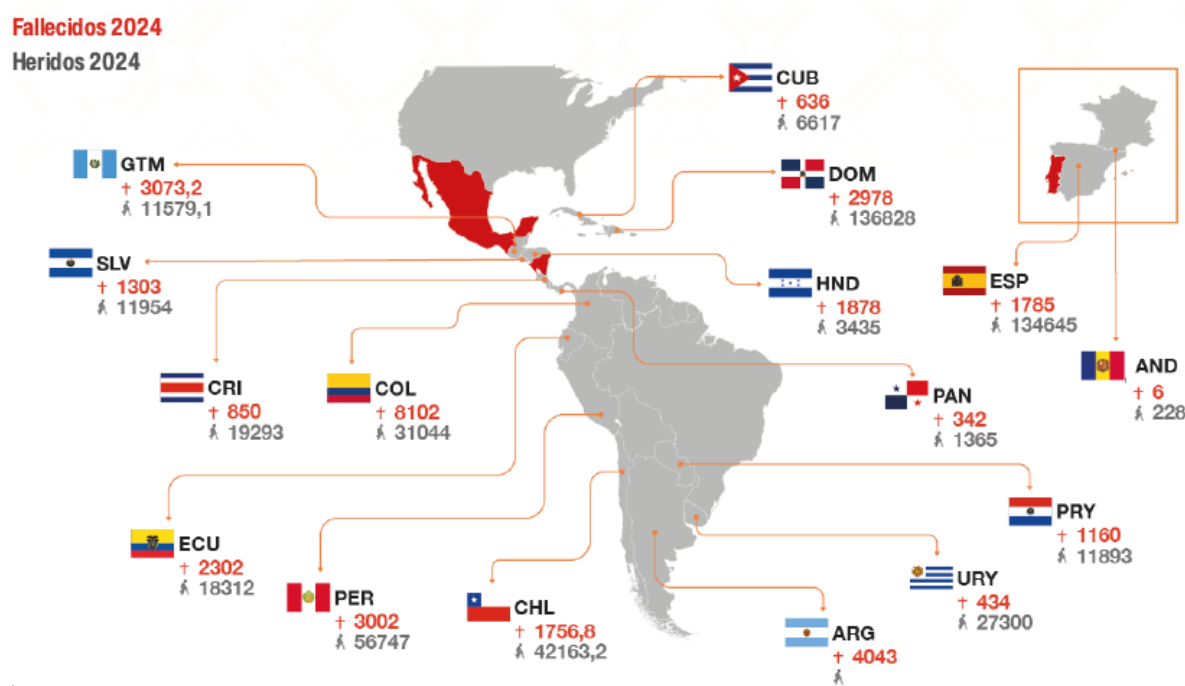 Fallecidos 2024
Heridos 2024
CUB
† 636
6617
GTM
† 3073,2
11579,1
DOM
† 2978
136828
SLV
† 1303
11954
HND
† 1878
3435
ESP
† 1785
134645
AND
† 6
228
CRI
† 850
19293
COL
† 8102
31044
PAN
† 342
1365
ECU
† 2302
18312
PER
† 3002
56747
CHL
† 1756,8
42163,2
PRY
† 1160
11893
URY
† 434
27300
ARG
† 4043